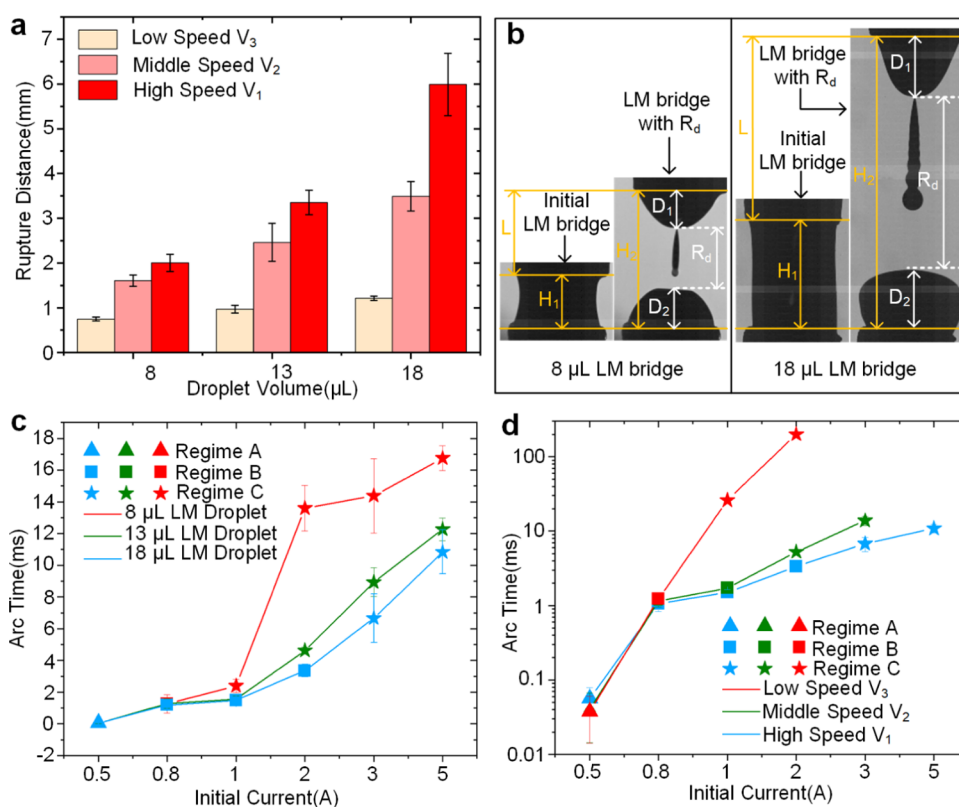 a
Low Speed V₃
Middle Speed V₂
High Speed V₁
7
6
5
4
3
2
1
0
Rupture Distance(mm)
8
13
18
Droplet Volume(μL)
b
LM bridge
with R_d
Initial
LM bridge
L
H₁
H₂
D₁
R_d
D₂
8 μL LM bridge
LM bridge
with R_d
Initial
LM bridge
L
H₁
H₂
D₁
R_d
D₂
18 μL LM bridge
c
Regime A
Regime B
Regime C
8 μL LM Droplet
13 μL LM Droplet
18 μL LM Droplet
18
16
14
12
10
8
6
4
2
0
-2
Arc Time(ms)
0.5
0.8
1
2
3
5
Initial Current(A)
d
100
10
1
0.1
0.01
Arc Time(ms)
Regime A
Regime B
Regime C
Low Speed V₃
Middle Speed V₂
High Speed V₁
0.5
0.8
1
2
3
5
Initial Current(A)